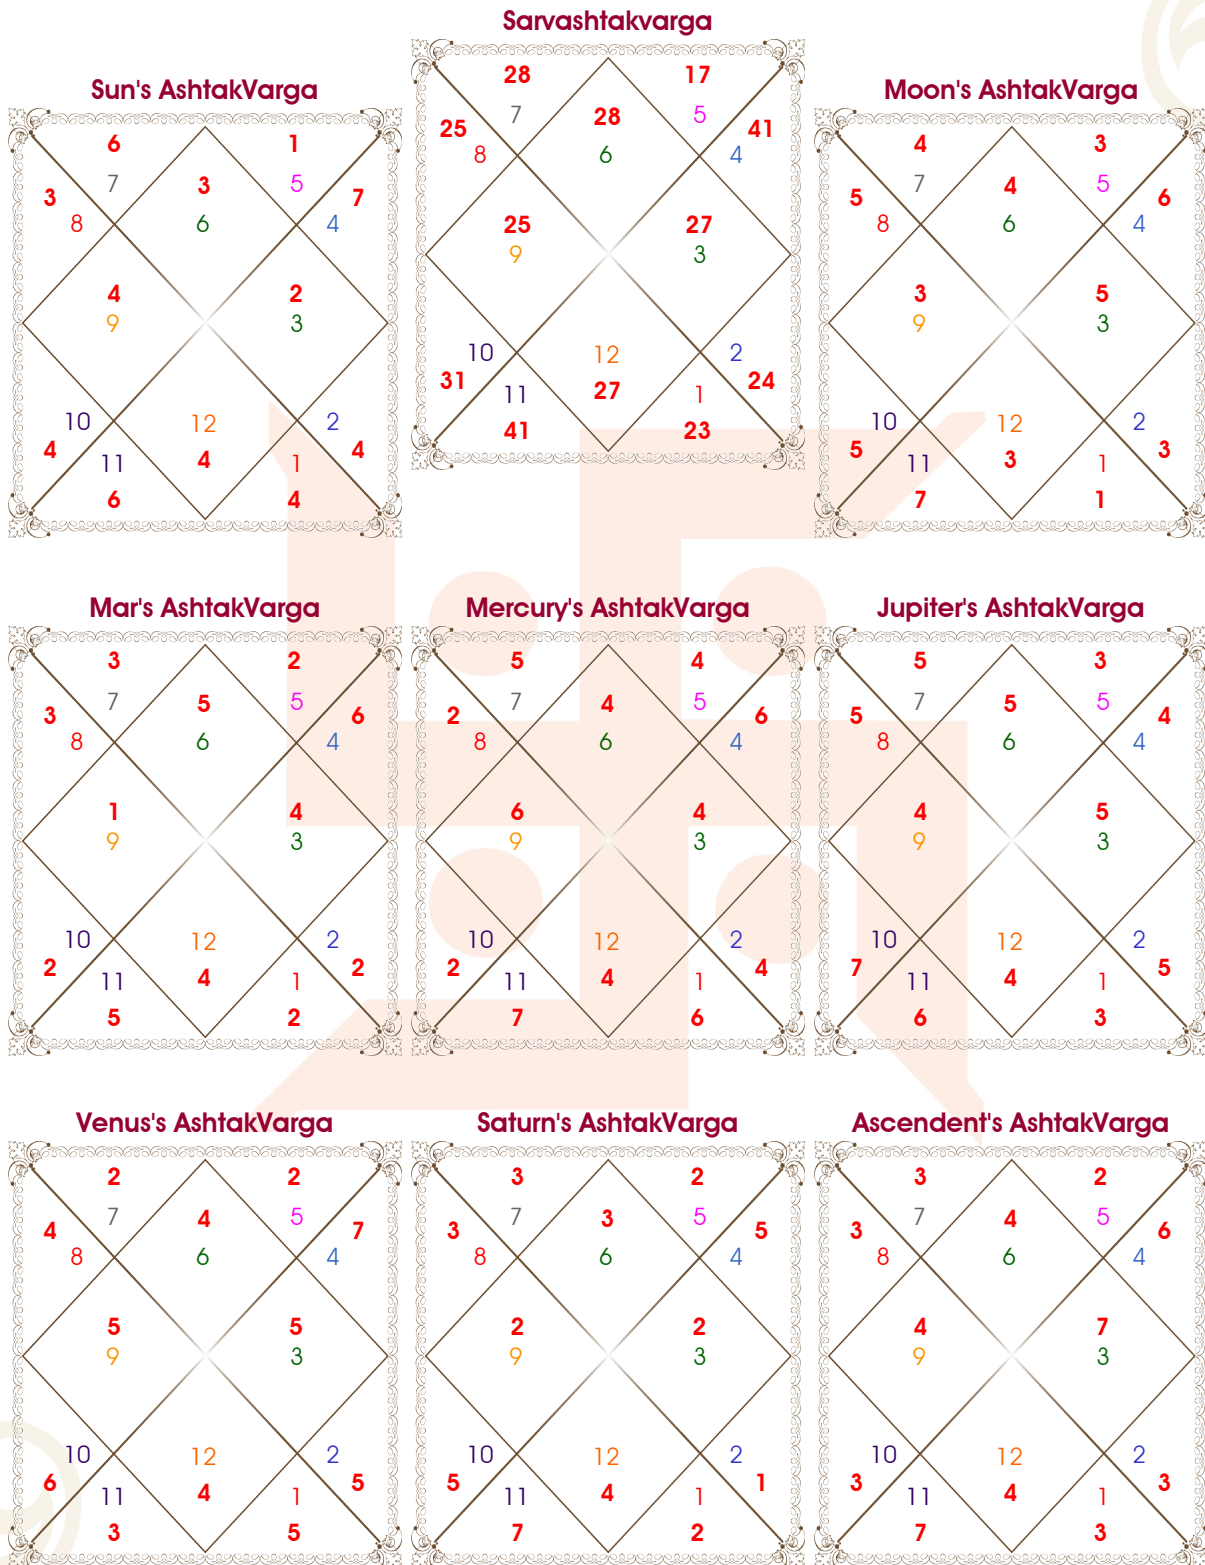 Sarvashtakvarga
28 17
7 28 5
25 41
8 6 4
25 27
9 3
10 12 2
31 27 24
11 1
41 23
Sun's AshtakVarga
6 1
7 3 5
3 7
8 6 4
4 2
9 3
10 12 2
4 4 4
11 1
6 4
Moon's AshtakVarga
4 3
7 4 5
5 6
8 6 4
3 5
9 3
10 12 2
5 3 3
11 1
7 1
Mar's AshtakVarga
3 2
7 5 5
3 6
8 6 4
1 4
9 3
10 12 2
2 4 2
11 1
5 2
Mercury's AshtakVarga
5 4
7 4 5
2 6
8 6 4
6 4
9 3
10 12 2
2 4 4
11 1
7 6
Jupiter's AshtakVarga
5 3
7 5 5
5 4
8 6 4
4 5
9 3
10 12 2
7 4 5
11 1
6 3
Venus's AshtakVarga
2 2
7 4 5
4 7
8 6 4
5 5
9 3
10 12 2
6 4 5
11 1
3 5
Saturn's AshtakVarga
3 2
7 3 5
3 5
8 6 4
2 2
9 3
10 12 2
5 4 1
11 1
7 2
Ascendent's AshtakVarga
3 2
7 4 5
3 6
8 6 4
4 7
9 3
10 12 2
3 4 3
11 1
7 3